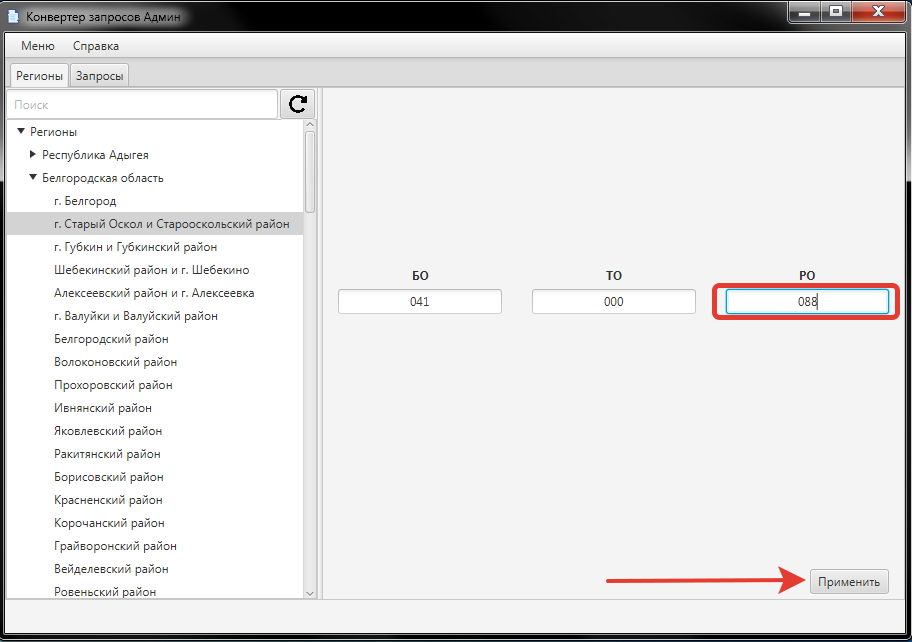 Конвертер запросов Админ
Меню Справка
Регионы Запросы
Поиск
Регионы
Республика Адыгея
Белгородская область
г. Белгород
г. Старый Оскол и Старооскольский район
г. Губкин и Губкинский район
Шебекинский район и г. Шебекино
Алексеевский район и г. Алексеевка
г. Валуйки и Валуйский район
Белгородский район
Волоконовский район
Прохоровский район
Ивнянский район
Яковлевский район
Ракитянский район
Борисовский район
Красненский район
Корочанский район
Грайворонский район
Вейделевский район
Ровеньский район
БО ТО РО
041 000 088
Применить